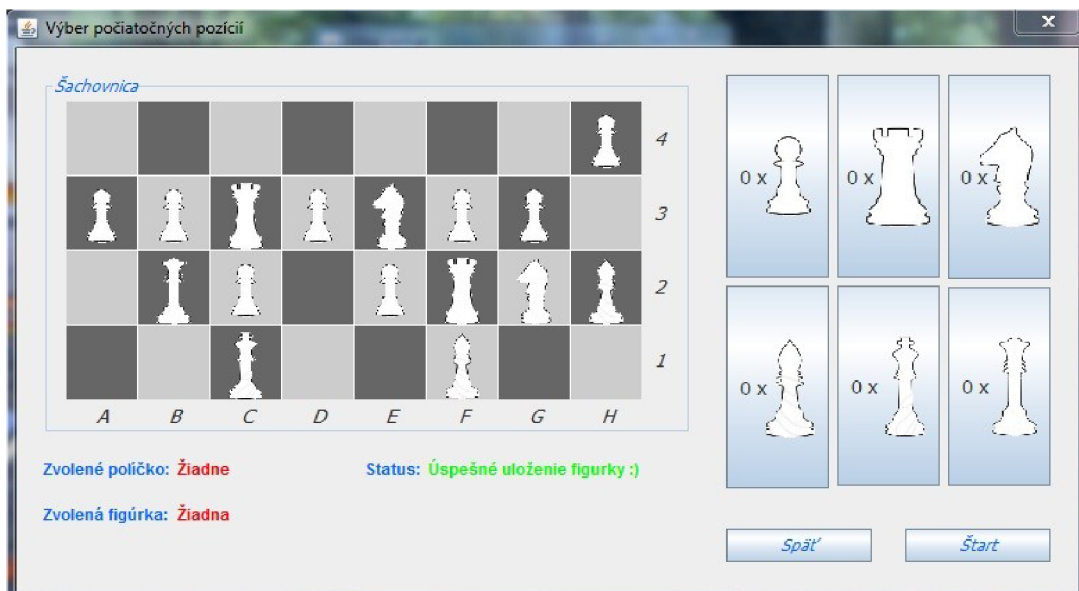 Výber počiatočných pozícií
x
Šachovnica
4
3
2
1
A B C D E F G H
0 x 0 x 0 x
0 x 0 x 0 x
Zvolené políčko: Žiadne
Status: Úspešné uloženie figurky :)
Zvolená figúrka: Žiadna
Späť Štart